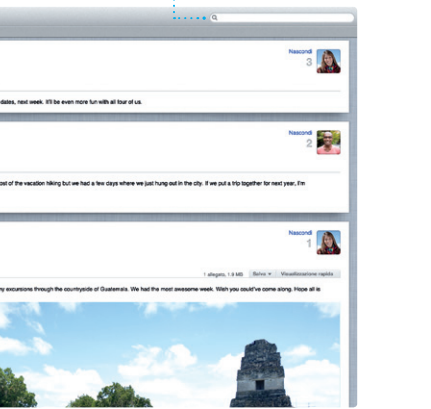 Nascondi
3
dates, next week. It'll be even more fun with all four of us.
Nascondi
2
ost of the vacation hiking but we had a few days where we just hung out in the city. If we put a trip together for next year, I'm
Nascondi
1
1 allegato, 1,9 MB Salva Visualizzazione rapida
ny excursions through the countryside of Guatemala. We had the most awesome week. Wish you could've come along. Hope all is